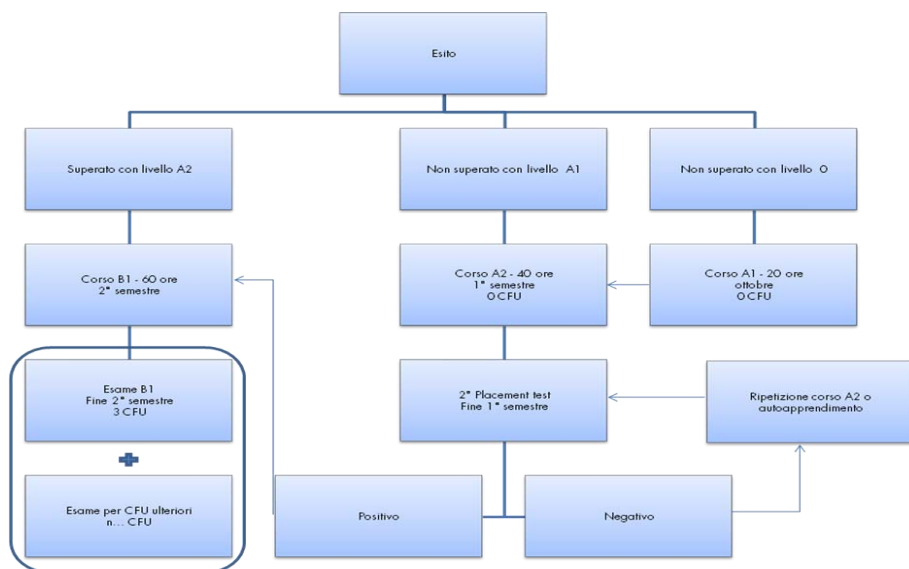 Esito
Superato con livello A2
Non superato con livello A1
Non superato con livello 0
Corso B1 - 60 ore
2° semestre
Corso A2 - 40 ore
1° semestre
0 CFU
Corso A1 - 20 ore
ottobre
0 CFU
Esame B1
Fine 2° semestre
3 CFU
2° Placement test
Fine 1° semestre
Ripetizione corso A2 o
autoapprendimento
Esame per CFU ulteriori
n... CFU
Positivo
Negativo